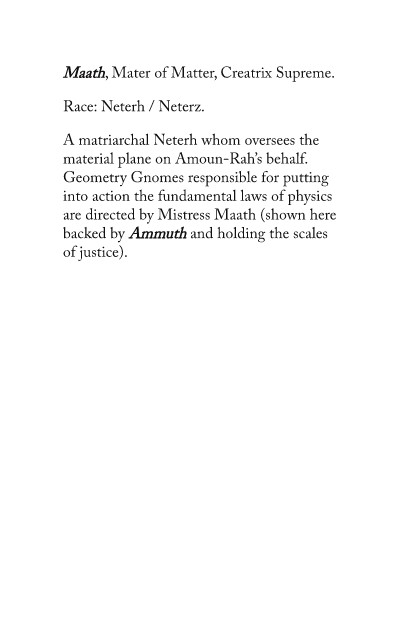 Maath, Mater of Matter, Creatrix Supreme.
Race: Neterh / Neterz.
A matriarchal Neterh whom oversees the
material plane on Amoun-Rah's behalf.
Geometry Gnomes responsible for putting
into action the fundamental laws of physics
are directed by Mistress Maath (shown here
backed by Ammuth and holding the scales
of justice).